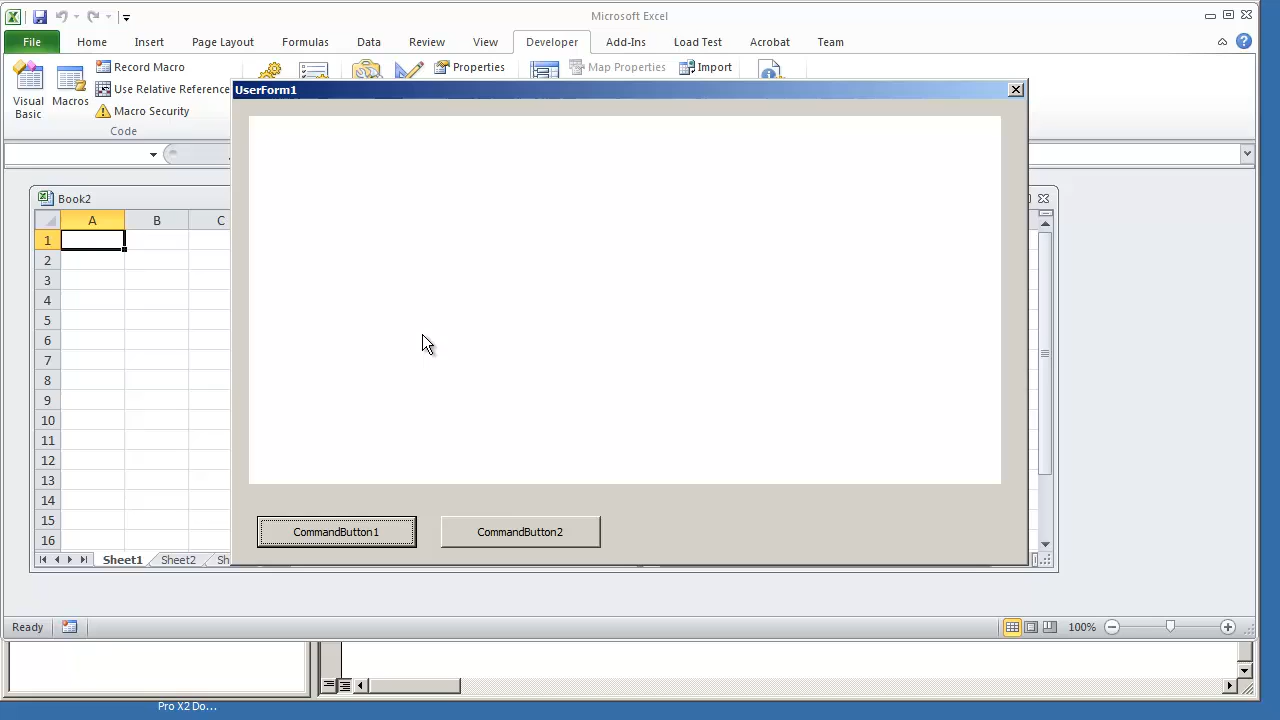 Microsoft Excel
File Home Insert Page Layout Formulas Data Review View Developer Add-Ins Load Test Acrobat Team
Visual Basic
Macros
Record Macro
Use Relative Reference
Macro Security
Code
Properties
Map Properties
Import
UserForm1
Book2
A B C
1
2
3
4
5
6
7
8
9
10
11
12
13
14
15
16
CommandButton1 CommandButton2
Sheet1 Sheet2 Sh
Ready
100%
Pro X2 Do...